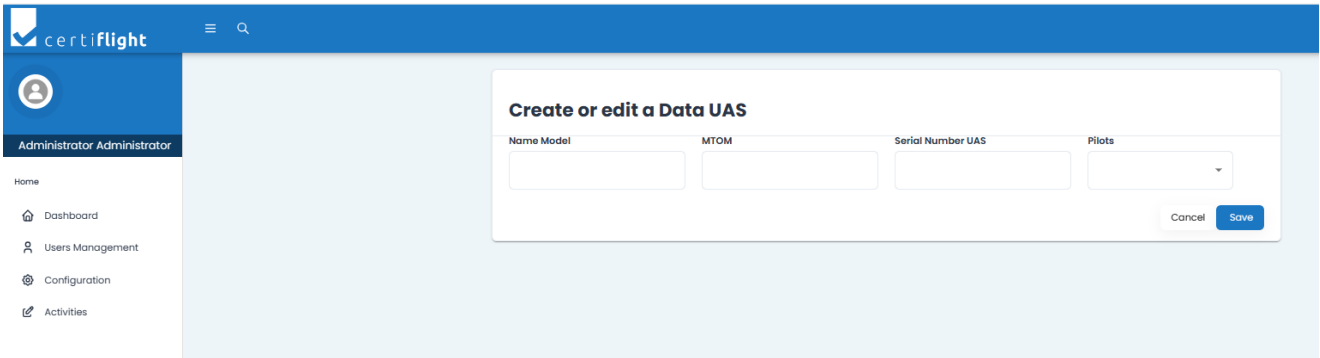 certiflight
Create or edit a Data UAS
Administrator Administrator
Name Model MTOM Serial Number UAS Pilots
Home
Dashboard
Cancel Save
Users Management
Configuration
Activities